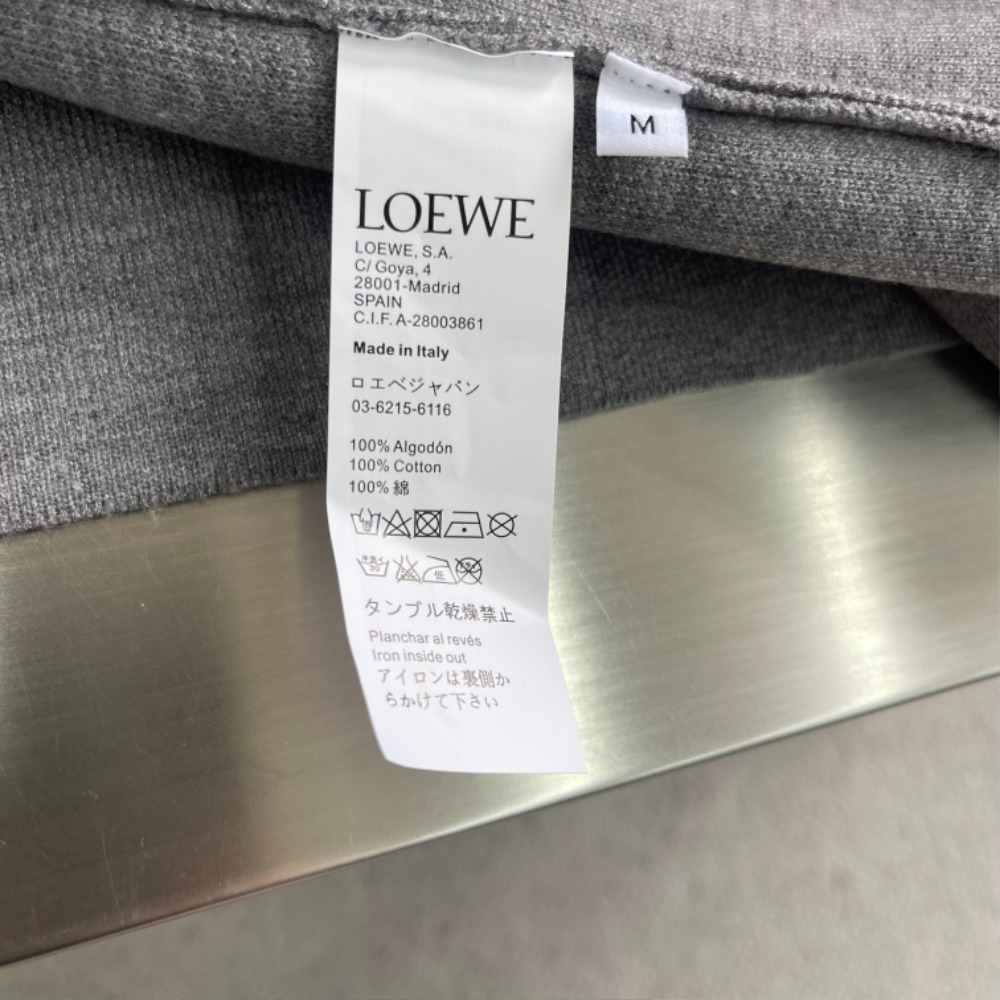 M
LOEWE
LOEWE, S.A.
C/ Goya, 4
28001-Madrid
SPAIN
C.I.F. A-28003861
Made in Italy
ロエベジャパン
03-6215-6116
100% Algodón
100% Cotton
100% 綿
低
タンブル乾燥禁止
Planchar al revés
Iron inside out
アイロンは裏側か
らかけて下さい